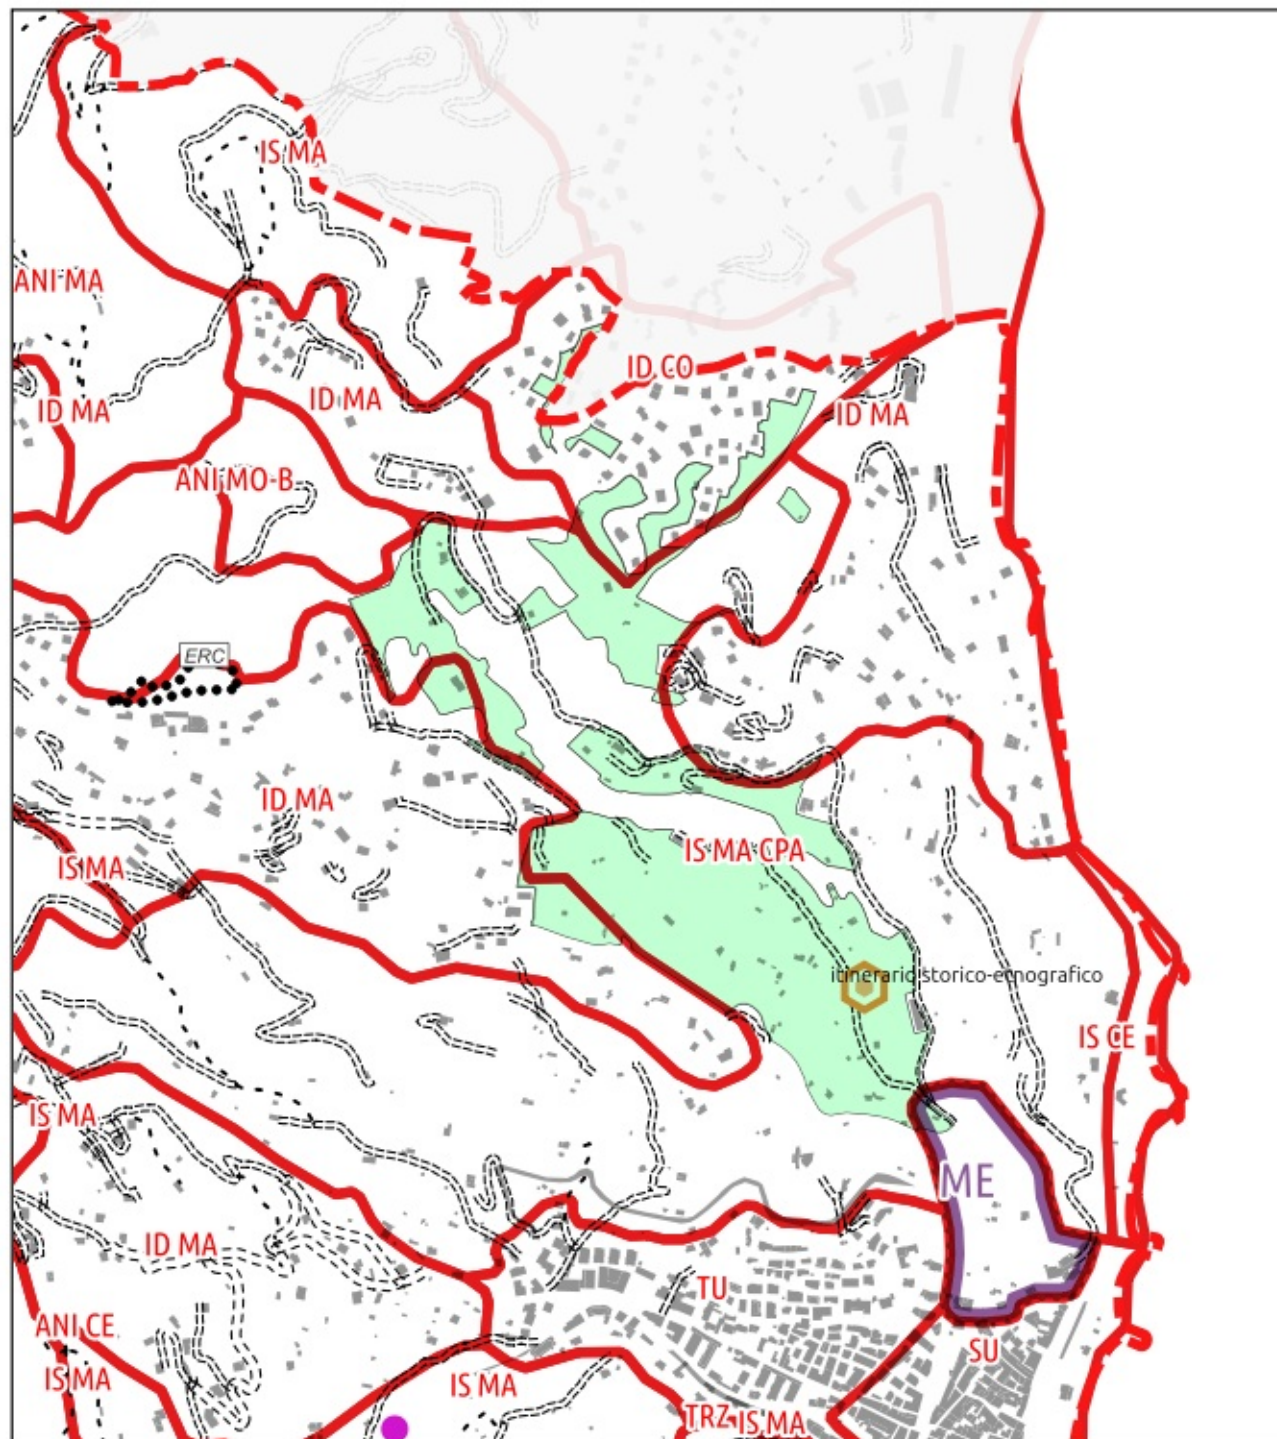 IS MA
ANI MA
ID CO
ID MA
ID MA
ID MA
ANI MO-B
ERC
ID MA
IS MA CPA
IS MA
itinerario storico-etnografico
IS CE
IS MA
ME
ID MA
TU
ANI CE
SU
IS MA
IS MA
TRZ IS MA